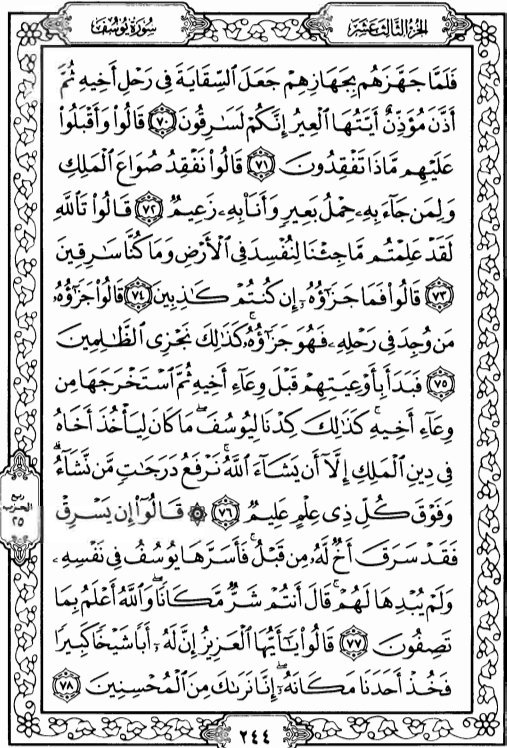 الجزء الثالث عشر
سورة يوسف
فَلَمَّا جَهَّزَهُم بِجَهَازِهِمْ جَعَلَ ٱلسِّقَايَةَ فِى رَحْلِ أَخِيهِ ثُمَّ
أَذَّنَ مُؤَذِّنٌ أَيَّتُهَا ٱلْعِيرُ إِنَّكُمْ لَسَٰرِقُونَ ٧٠ قَالُوا۟ وَأَقْبَلُوا۟
عَلَيْهِم مَّاذَا تَفْقِدُونَ ٧١ قَالُوا۟ نَفْقِدُ صُوَاعَ ٱلْمَلِكِ
وَلِمَن جَآءَ بِهِۦ حِمْلُ بَعِيرٍ وَأَنَا۠ بِهِۦ زَعِيمٌ ٧٢ قَالُوا۟ تَٱللَّهِ
لَقَدْ عَلِمْتُم مَّا جِئْنَا لِنُفْسِدَ فِى ٱلْأَرْضِ وَمَا كُنَّا سَٰرِقِينَ
٧٣ قَالُوا۟ فَمَا جَزَٰٓؤُهُۥٓ إِن كُنتُمْ كَٰذِبِينَ ٧٤ قَالُوا۟ جَزَٰٓؤُهُۥ
مَن وُجِدَ فِى رَحْلِهِۦ فَهُوَ جَزَٰٓؤُهُۥ ۚ كَذَٰلِكَ نَجْزِى ٱلظَّٰلِمِينَ
٧٥ فَبَدَأَ بِأَوْعِيَتِهِمْ قَبْلَ وِعَآءِ أَخِيهِ ثُمَّ ٱسْتَخْرَجَهَا مِن
وِعَآءِ أَخِيهِ ۚ كَذَٰلِكَ كِدْنَا لِيُوسُفَ ۖ مَا كَانَ لِيَأْخُذَ أَخَاهُ
فِى دِينِ ٱلْمَلِكِ إِلَّآ أَن يَشَآءَ ٱللَّهُ ۚ نَرْفَعُ دَرَجَٰتٍ مَّن نَّشَآءُ ۗ
وَفَوْقَ كُلِّ ذِى عِلْمٍ عَلِيمٌ ٧٦ ۞ قَالُوٓا۟ إِن يَسْرِقْ
ربع
الحزب
٢٥
فَقَدْ سَرَقَ أَخٌ لَّهُۥ مِن قَبْلُ ۚ فَأَسَرَّهَا يُوسُفُ فِى نَفْسِهِۦ
وَلَمْ يُبْدِهَا لَهُمْ ۚ قَالَ أَنتُمْ شَرٌّ مَّكَانًا ۖ وَٱللَّهُ أَعْلَمُ بِمَا
تَصِفُونَ ٧٧ قَالُوا۟ يَٰٓأَيُّهَا ٱلْعَزِيزُ إِنَّ لَهُۥٓ أَبًا شَيْخًا كَبِيرًا
فَخُذْ أَحَدَنَا مَكَانَهُۥٓ ۖ إِنَّا نَرَىٰكَ مِنَ ٱلْمُحْسِنِينَ ٧٨
٢٤٤